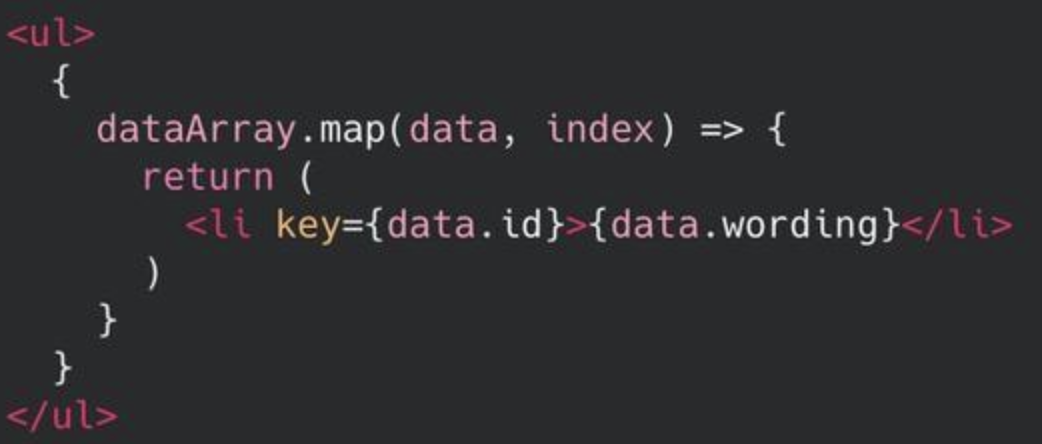 <ul>
  {
    dataArray.map(data, index) => {
      return (
        <li key={data.id}>{data.wording}</li>
      )
    }
  }
</ul>